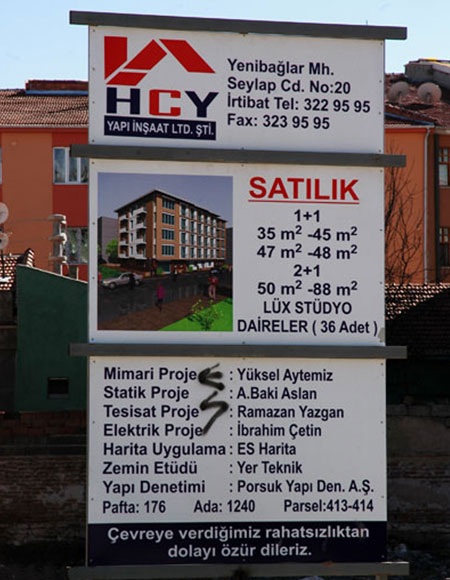 HCY
YAPI İNŞAAT LTD. ŞTİ.
Yenibağlar Mh.
Seylap Cd. No:20
İrtibat Tel: 322 95 95
Fax: 323 95 95
SATILIK
1+1
35 m² -45 m²
47 m² -48 m²
2+1
50 m² -88 m²
LÜX STÜDYO
DAİRELER ( 36 Adet )
Mimari Proje : Yüksel Aytemiz
Statik Proje : A.Baki Aslan
Tesisat Proje : Ramazan Yazgan
Elektrik Proje : İbrahim Çetin
Harita Uygulama : ES Harita
Zemin Etüdü : Yer Teknik
Yapı Denetimi : Porsuk Yapı Den. A.Ş.
Pafta: 176 Ada: 1240 Parsel:413-414
Çevreye verdiğimiz rahatsızlıktan
dolayı özür dileriz.